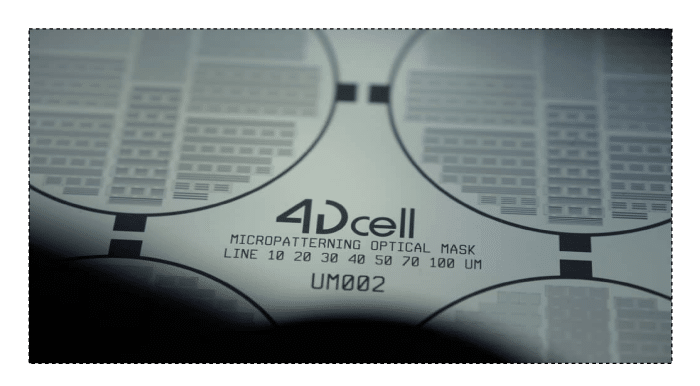 4Dcell
MICROPATTERNING OPTICAL MASK
LINE 10 20 30 40 50 70 100 UM
UM002